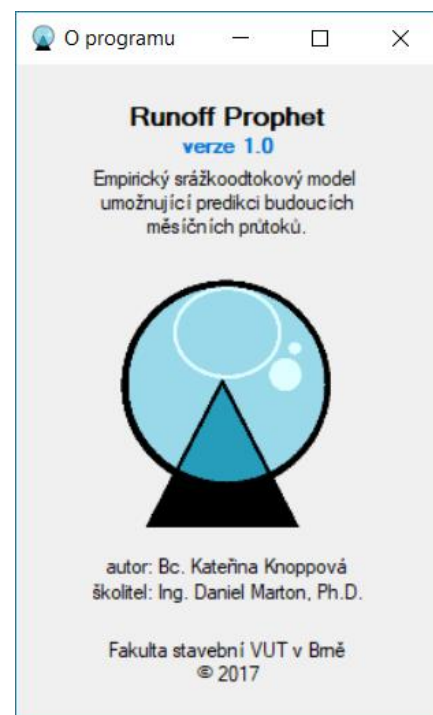 O programu
Runoff Prophet
verze 1.0
Empirický srážkoodtokový model
umožnující predikci budoucích
měsíčních průtoků.
autor: Bc. Kateřina Knoppová
školitel: Ing. Daniel Marton, Ph.D.
Fakulta stavební VUT v Brně
© 2017